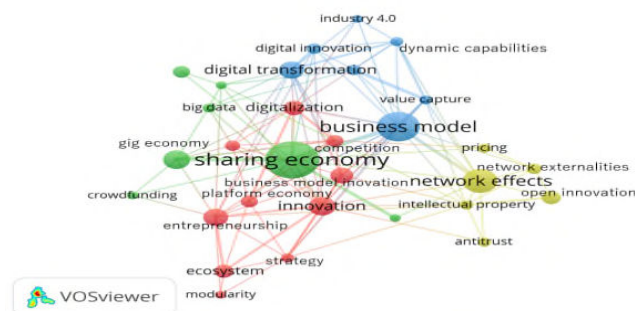 industry 4.0
digital innovation
dynamic capabilities
digital transformation
big data
digitalization
value capture
business model
gig economy
competition
pricing
sharing economy
network externalities
crowdfunding
business model inovation
network effects
platform economy
open innovation
innovation
intellectual property
entrepreneurship
antitrust
strategy
ecosystem
modularity
VOSviewer